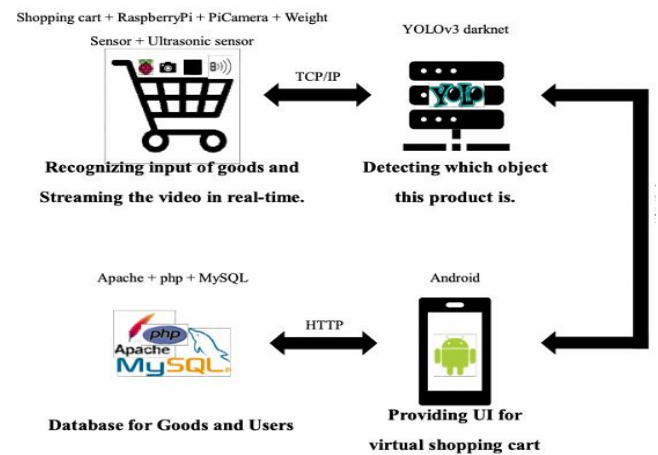 Shopping cart + RaspberryPi + PiCamera + Weight
Sensor + Ultrasonic sensor
YOLOv3 darknet
TCP/IP
YOLO
Recognizing input of goods and
Streaming the video in real-time.
Detecting which object
this product is.
Apache + php + MySQL
Android
php
Apache
MySQL
HTTP
Database for Goods and Users
Providing UI for
virtual shopping cart